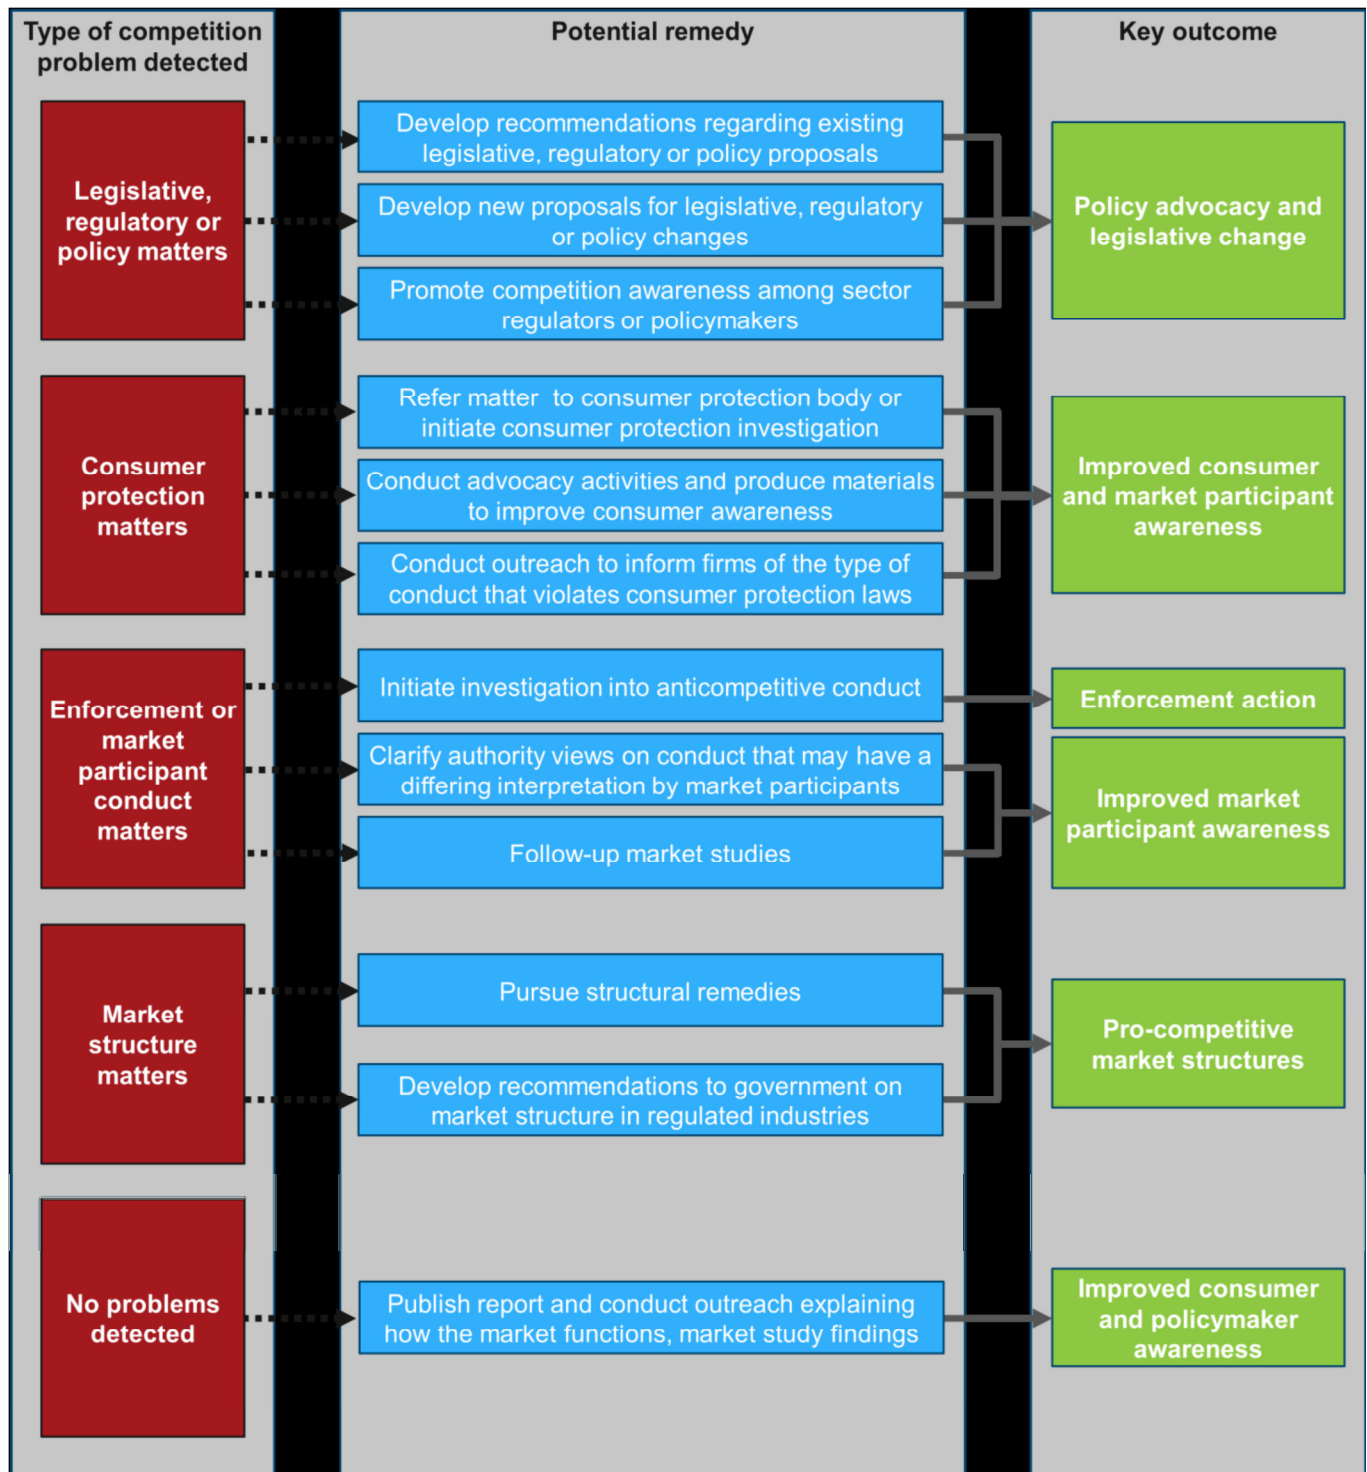 Type of competition
problem detected
Potential remedy
Key outcome
Legislative,
regulatory or
policy matters
Develop recommendations regarding existing
legislative, regulatory or policy proposals
Develop new proposals for legislative, regulatory
or policy changes
Promote competition awareness among sector
regulators or policymakers
Policy advocacy and
legislative change
Consumer
protection
matters
Refer matter to consumer protection body or
initiate consumer protection investigation
Conduct advocacy activities and produce materials
to improve consumer awareness
Conduct outreach to inform firms of the type of
conduct that violates consumer protection laws
Improved consumer
and market participant
awareness
Enforcement or
market
participant
conduct
matters
Initiate investigation into anticompetitive conduct
Clarify authority views on conduct that may have a
differing interpretation by market participants
Follow-up market studies
Enforcement action
Improved market
participant awareness
Market
structure
matters
Pursue structural remedies
Develop recommendations to government on
market structure in regulated industries
Pro-competitive
market structures
No problems
detected
Publish report and conduct outreach explaining
how the market functions, market study findings
Improved consumer
and policymaker
awareness